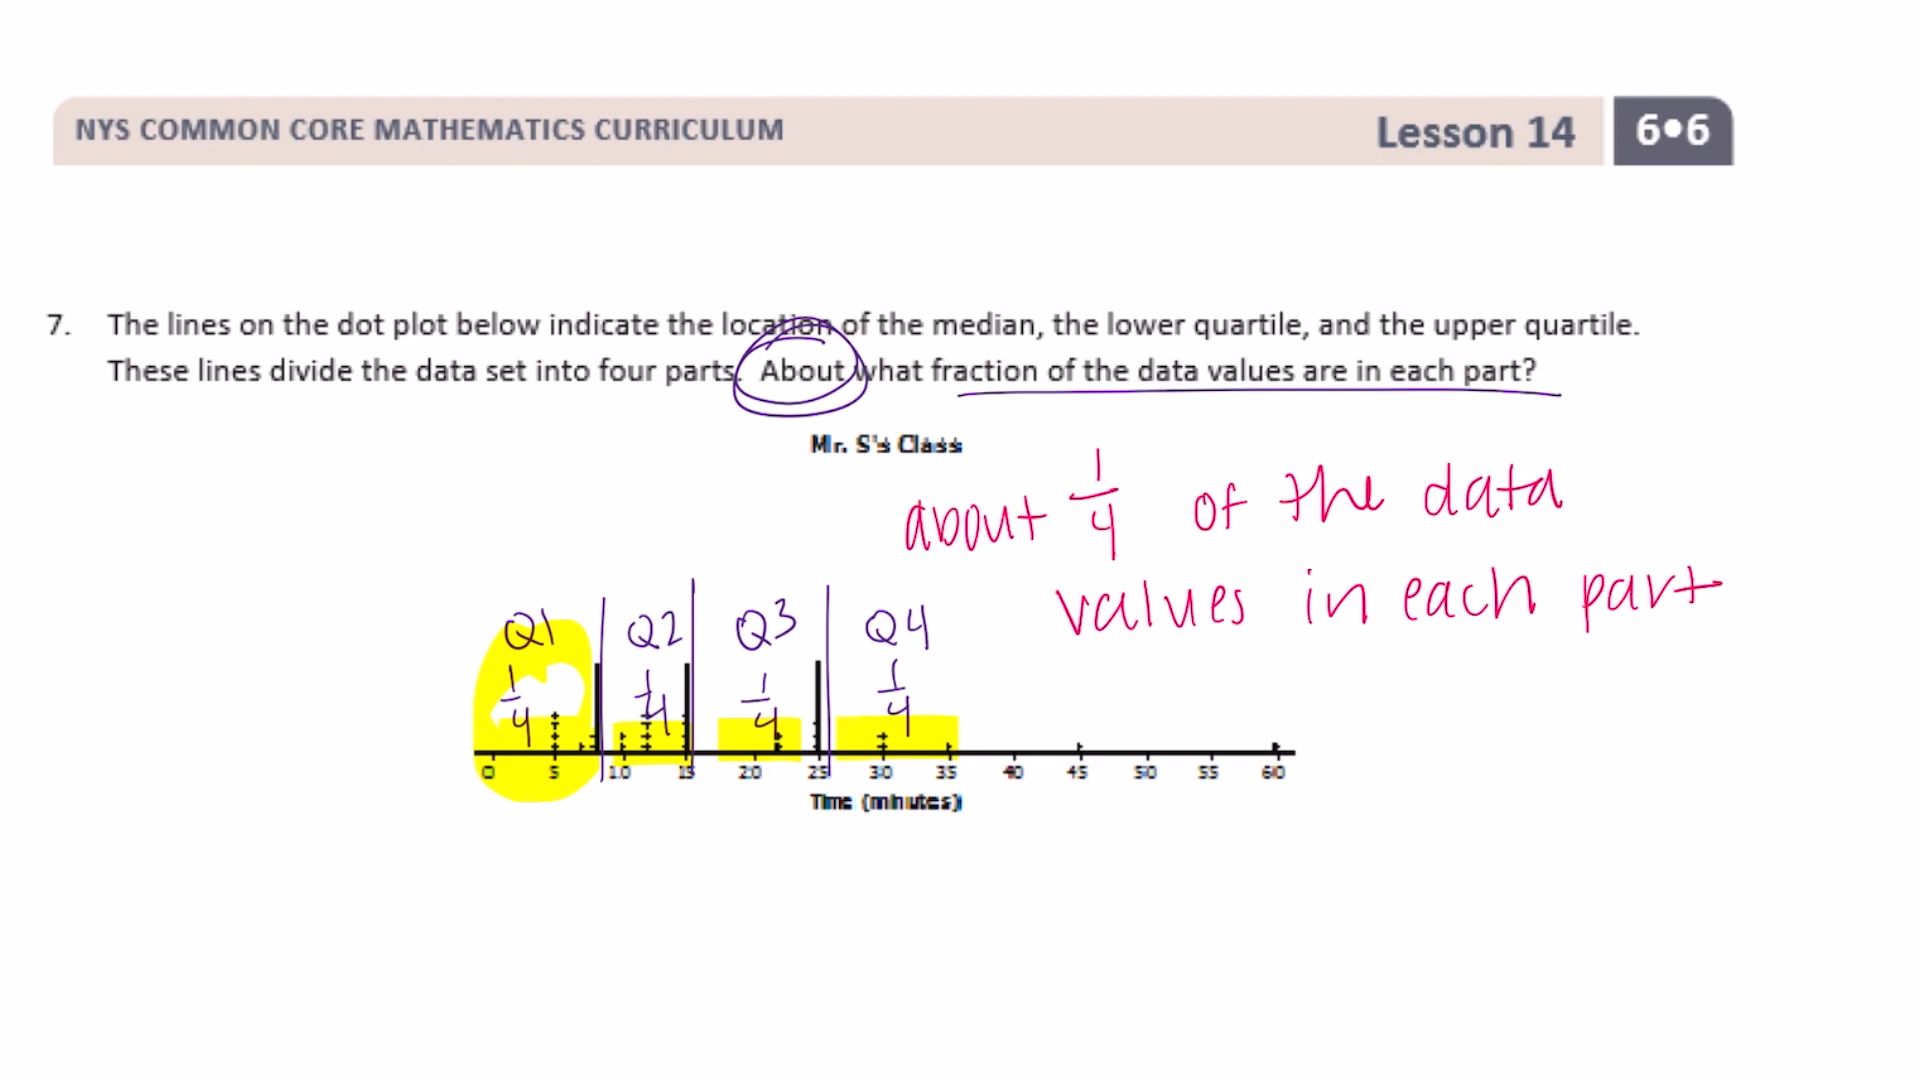 NYS COMMON CORE MATHEMATICS CURRICULUM Lesson 14 6•6
7. The lines on the dot plot below indicate the location of the median, the lower quartile, and the upper quartile.
These lines divide the data set into four parts. About what fraction of the data values are in each part?
Mr. S's Class
about 1/4 of the data
values in each part
Q1 Q2 Q3 Q4
1/4 1/4 1/4 1/4
0 5 10 15 20 25 30 35 40 45 50 55 60
Time (minutes)